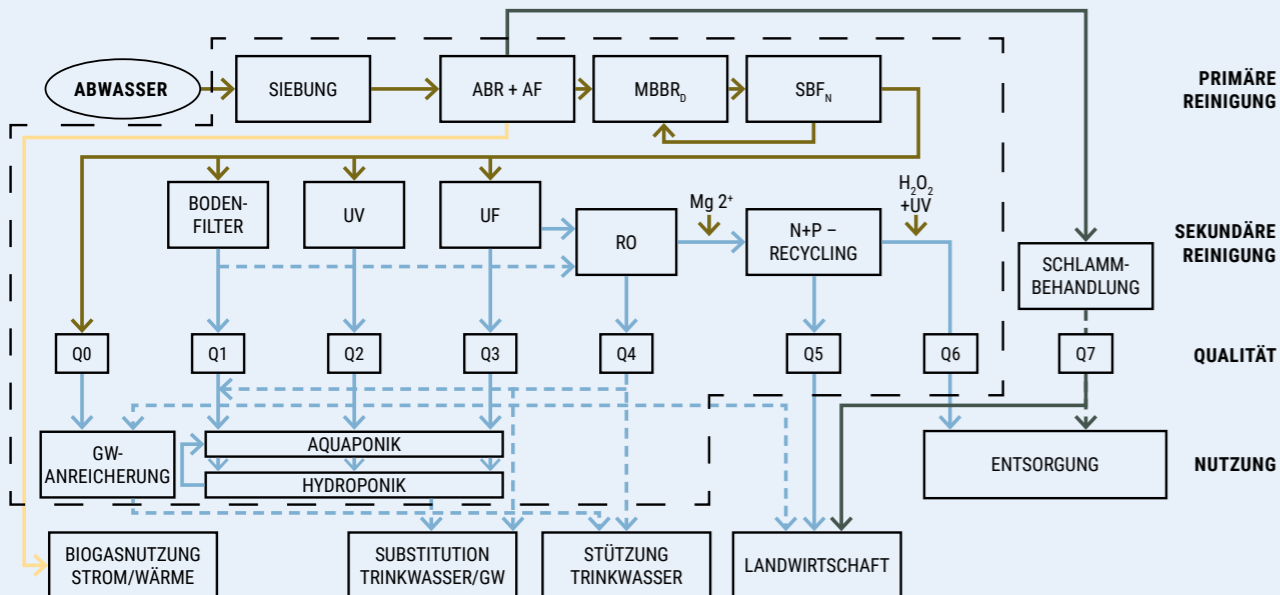 ABWASSER
SIEBUNG
ABR + AF
MBBR_D
SBF_N
PRIMÄRE
REINIGUNG
BODEN-
FILTER
UV
UF
RO
Mg 2⁺
N+P –
RECYCLING
H₂O₂
+UV
SCHLAMM-
BEHANDLUNG
SEKUNDÄRE
REINIGUNG
Q0
Q1
Q2
Q3
Q4
Q5
Q6
Q7
QUALITÄT
GW-
ANREICHERUNG
AQUAPONIK
HYDROPONIK
ENTSORGUNG
NUTZUNG
BIOGASNUTZUNG
STROM/WÄRME
SUBSTITUTION
TRINKWASSER/GW
STÜTZUNG
TRINKWASSER
LANDWIRTSCHAFT